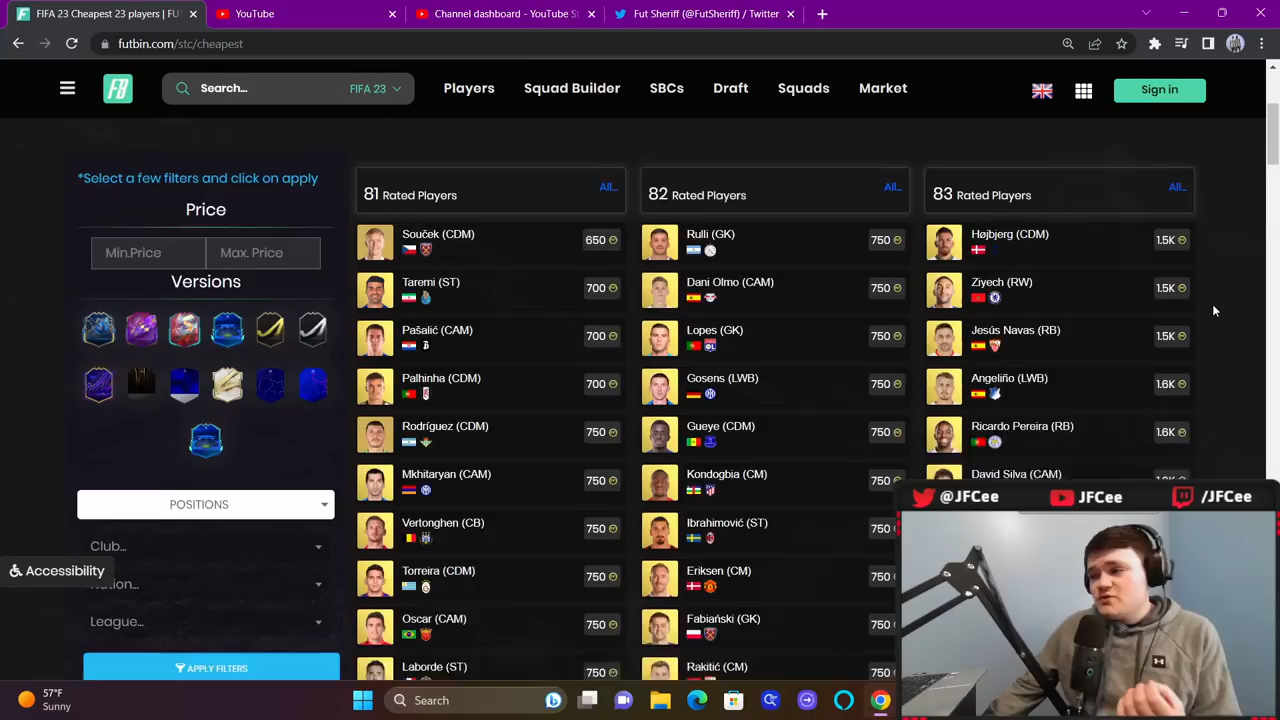 FIFA 23 Cheapest 23 players | FU
YouTube
Channel dashboard - YouTube St
Fut Sheriff (@FutSheriff) / Twitter
futbin.com/stc/cheapest
F8
Search...
FIFA 23
Players
Squad Builder
SBCs
Draft
Squads
Market
Sign in
*Select a few filters and click on apply
Price
Min.Price
Max. Price
Versions
POSITIONS
Club...
Nation...
League...
APPLY FILTERS
Accessibility
81 Rated Players
All...
Souček (CDM)
650
Taremi (ST)
700
Pašalić (CAM)
700
Palhinha (CDM)
700
Rodríguez (CDM)
750
Mkhitaryan (CAM)
750
Vertonghen (CB)
750
Torreira (CDM)
750
Oscar (CAM)
750
Laborde (ST)
750
82 Rated Players
All...
Rulli (GK)
750
Dani Olmo (CAM)
750
Lopes (GK)
750
Gosens (LWB)
750
Gueye (CDM)
750
Kondogbia (CM)
750
Ibrahimović (ST)
750
Eriksen (CM)
750
Fabiański (GK)
750
Rakitić (CM)
750
83 Rated Players
All...
Højbjerg (CDM)
1.5K
Ziyech (RW)
1.5K
Jesús Navas (RB)
1.5K
Angeliño (LWB)
1.6K
Ricardo Pereira (RB)
1.6K
David Silva (CAM)
@JFCee
JFCee
/JFCee
57°F
Sunny
Search